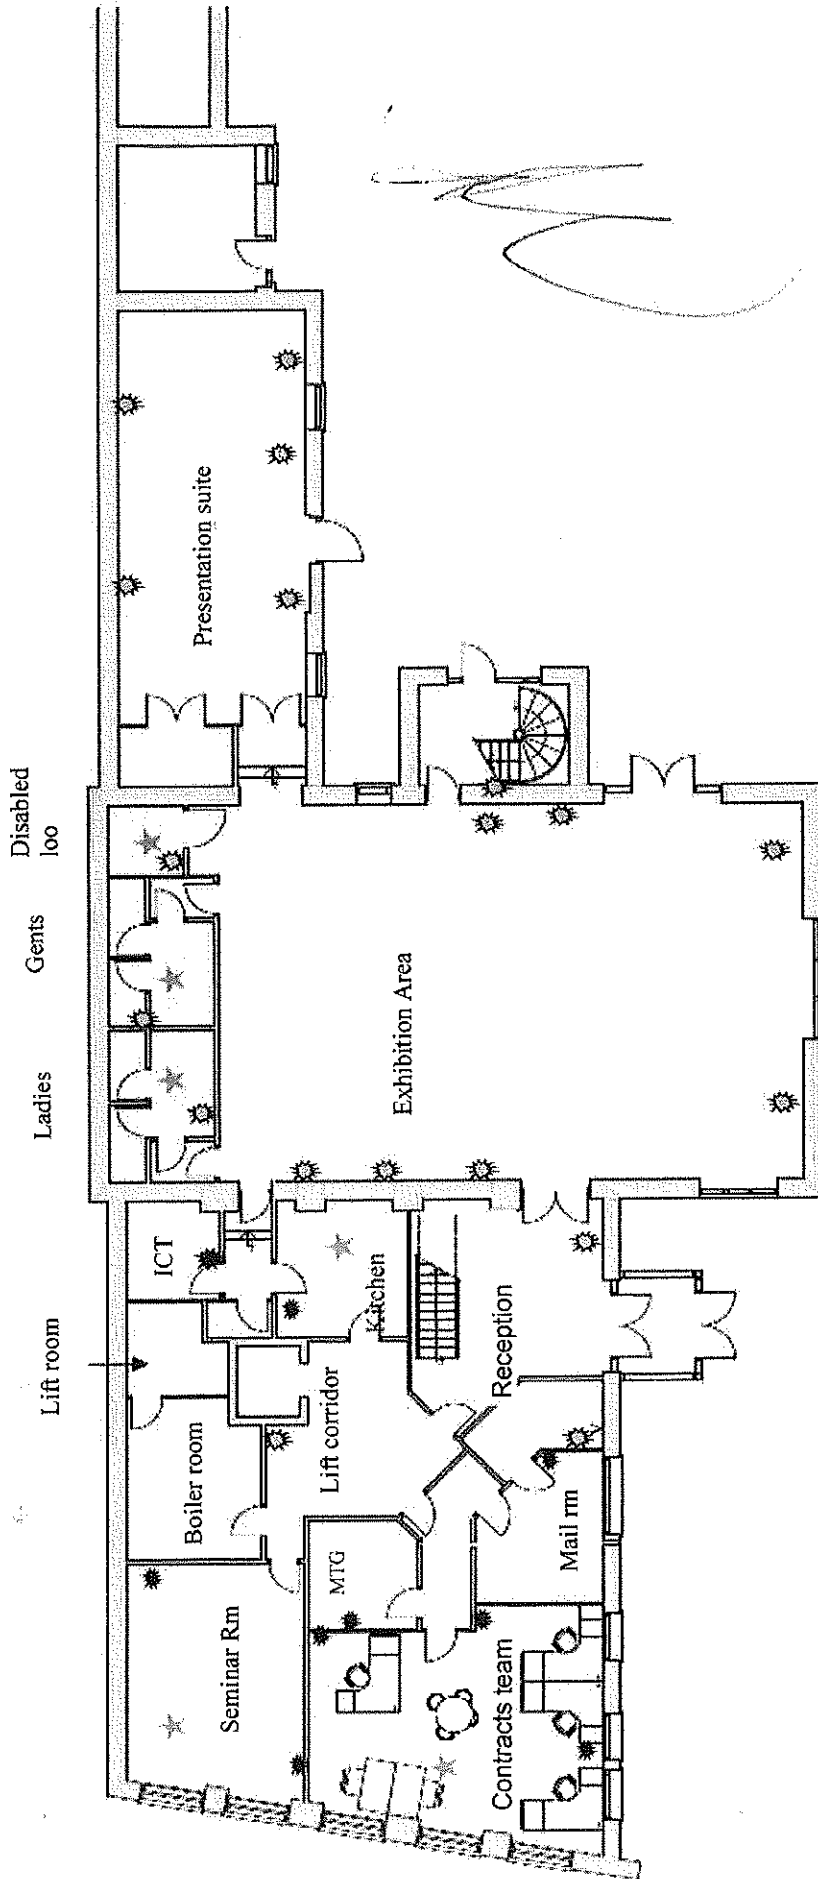 Disabled
loo
Gents
Ladies
Lift room
Presentation suite
Exhibition Area
ICT
Kitchen
Reception
Lift corridor
Boiler room
MTG
Mail rm
Seminar Rm
Contracts team